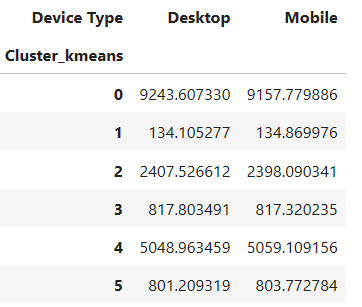 Device Type Desktop Mobile
Cluster_kmeans
0 9243.607330 9157.779886
1 134.105277 134.869976
2 2407.526612 2398.090341
3 817.803491 817.320235
4 5048.963459 5059.109156
5 801.209319 803.772784